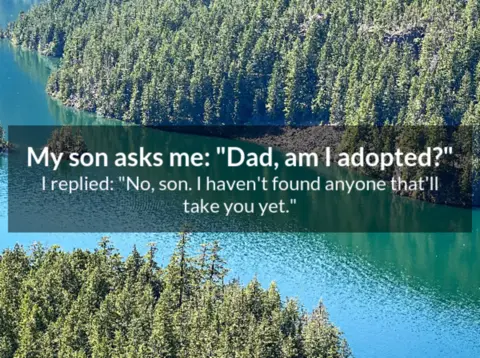 My son asks me: "Dad, am I adopted?"
I replied: "No, son. I haven't found anyone that'll
take you yet."